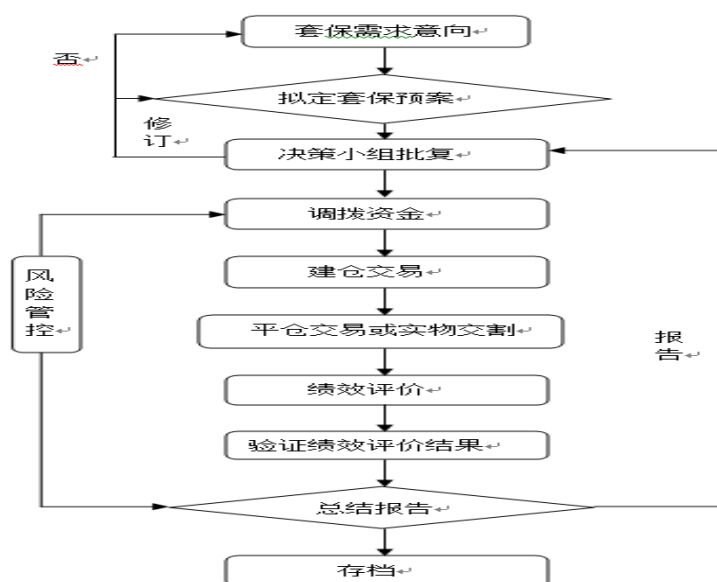 套保需求意向
否
拟定套保预案
修
订
决策小组批复
调拨资金
建仓交易
风
险
管
控
平仓交易或实物交割
报
告
绩效评价
验证绩效评价结果
总结报告
存档